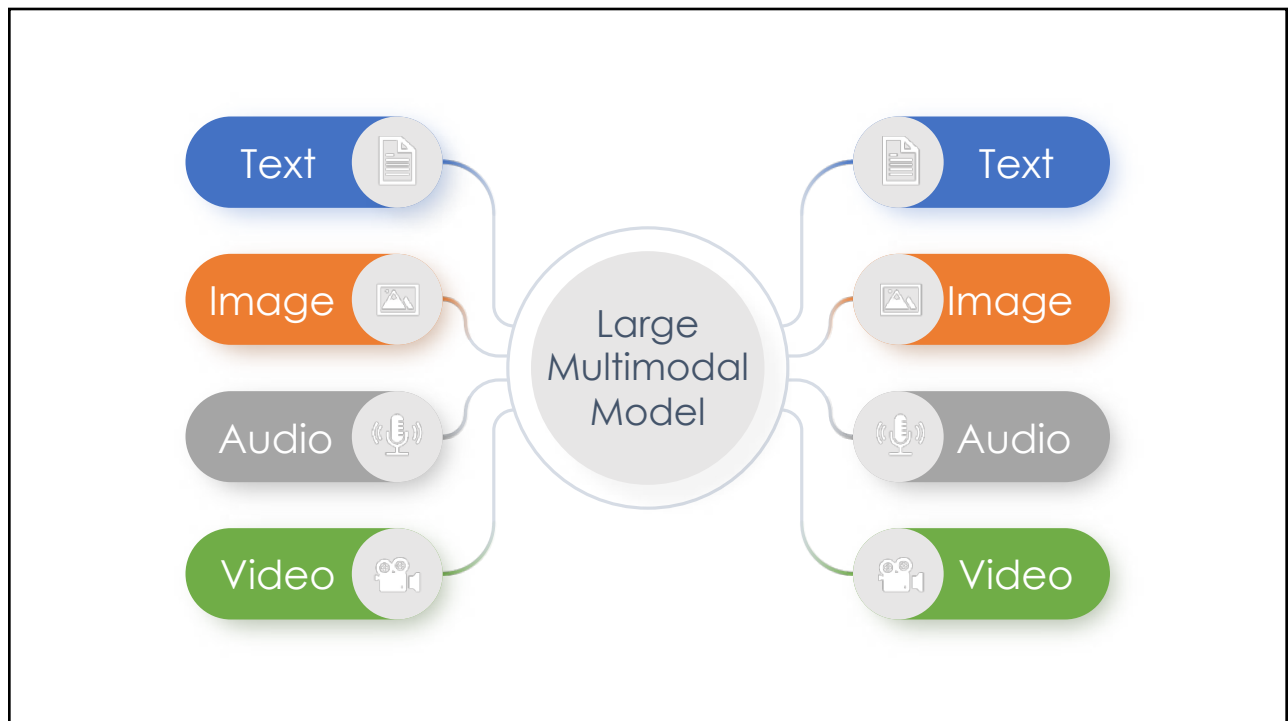 Text
Image
Audio
Video
Large
Multimodal
Model
Text
Image
Audio
Video